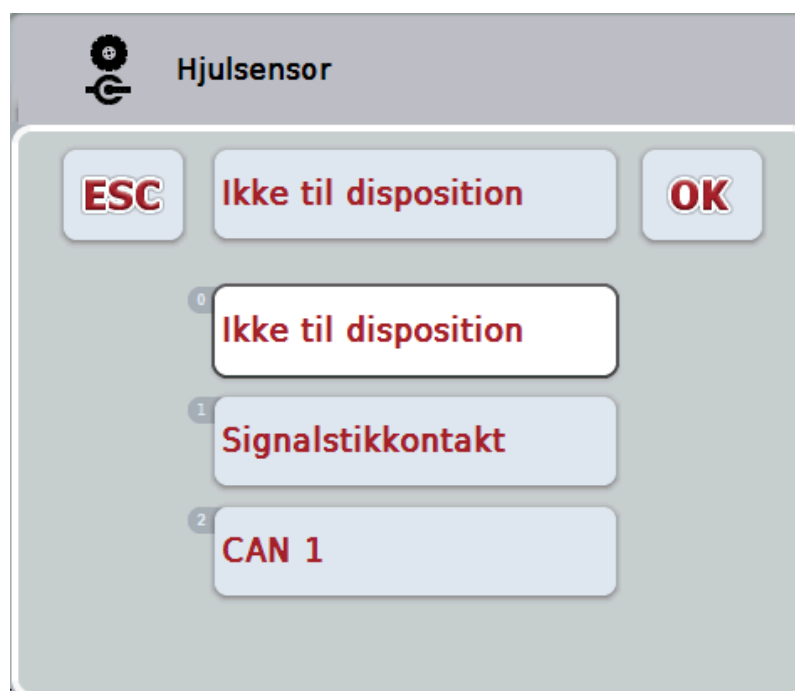 Hjulsensor
ESC Ikke til disposition OK
0
Ikke til disposition
1
Signalstikkontakt
2
CAN 1